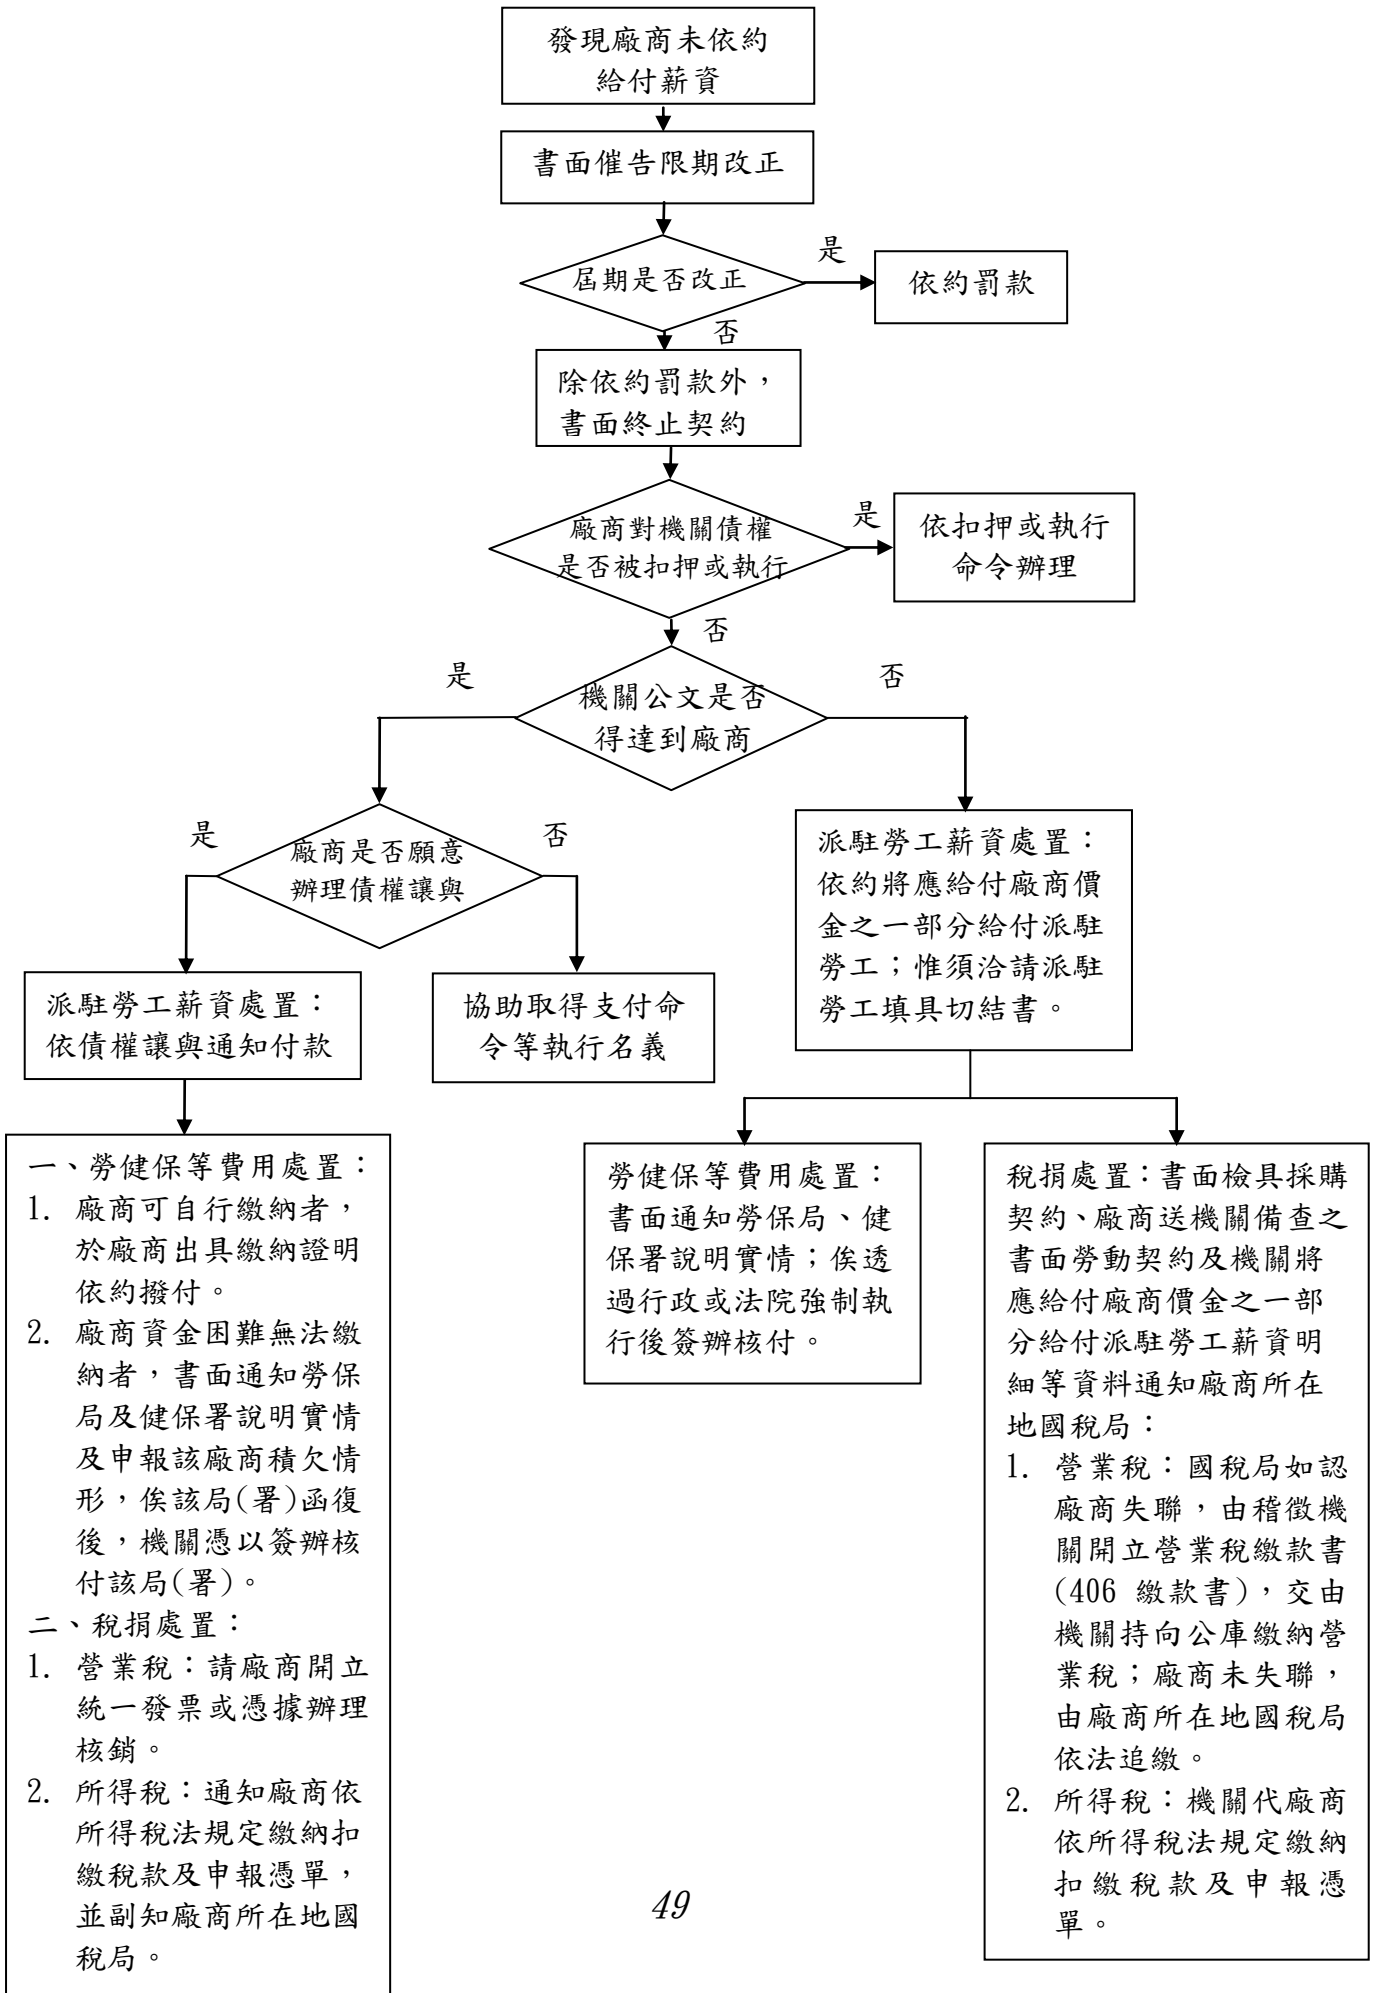 發現廠商未依約
給付薪資
書面催告限期改正
屆期是否改正
是
依約罰款
否
除依約罰款外，
書面終止契約
廠商對機關債權
是否被扣押或執行
是
依扣押或執行
命令辦理
否
機關公文是否
得達到廠商
是
否
廠商是否願意
辦理債權讓與
是
否
派駐勞工薪資處置：
依約將應給付廠商價
金之一部分給付派駐
勞工；惟須洽請派駐
勞工填具切結書。
派駐勞工薪資處置：
依債權讓與通知付款
協助取得支付命
令等執行名義
一、勞健保等費用處置：
1. 廠商可自行繳納者，
於廠商出具繳納證明
依約撥付。
2. 廠商資金困難無法繳
納者，書面通知勞保
局及健保署說明實情
及申報該廠商積欠情
形，俟該局(署)函復
後，機關憑以簽辦核
付該局(署)。
二、稅捐處置：
1. 營業稅：請廠商開立
統一發票或憑據辦理
核銷。
2. 所得稅：通知廠商依
所得稅法規定繳納扣
繳稅款及申報憑單，
並副知廠商所在地國
稅局。
勞健保等費用處置：
書面通知勞保局、健
保署說明實情；俟透
過行政或法院強制執
行後簽辦核付。
稅捐處置：書面檢具採購
契約、廠商送機關備查之
書面勞動契約及機關將
應給付廠商價金之一部
分給付派駐勞工薪資明
細等資料通知廠商所在
地國稅局：
1. 營業稅：國稅局如認
廠商失聯，由稽徵機
關開立營業稅繳款書
(406 繳款書)，交由
機關持向公庫繳納營
業稅；廠商未失聯，
由廠商所在地國稅局
依法追繳。
2. 所得稅：機關代廠商
依所得稅法規定繳納
扣繳稅款及申報憑
單。
49